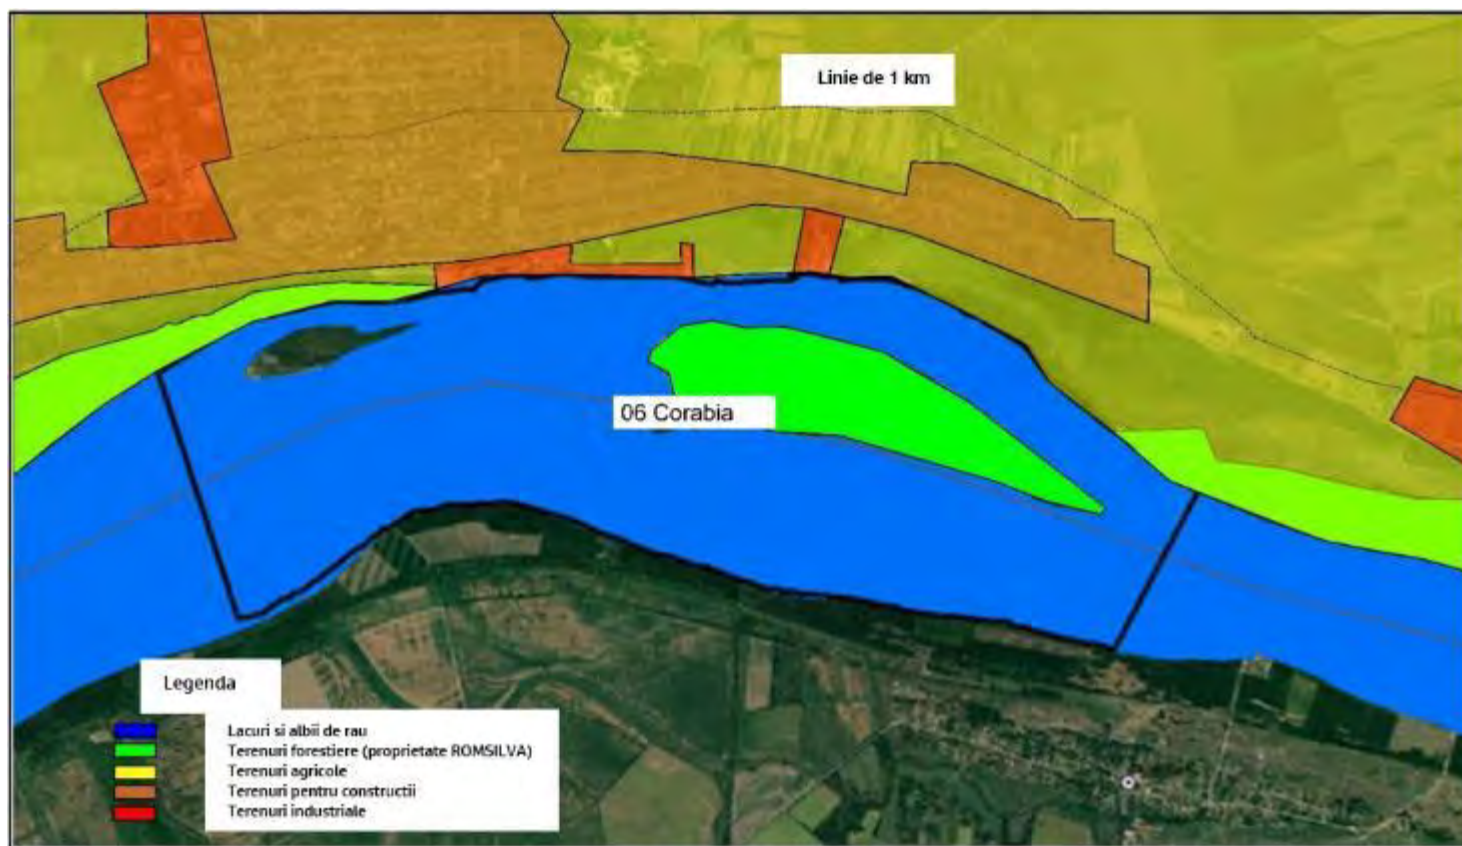 Linie de 1 km
06 Corabia
Legenda
Lacuri si albii de rau
Terenuri forestiere (proprietate ROMSILVA)
Terenuri agricole
Terenuri pentru constructii
Terenuri industriale